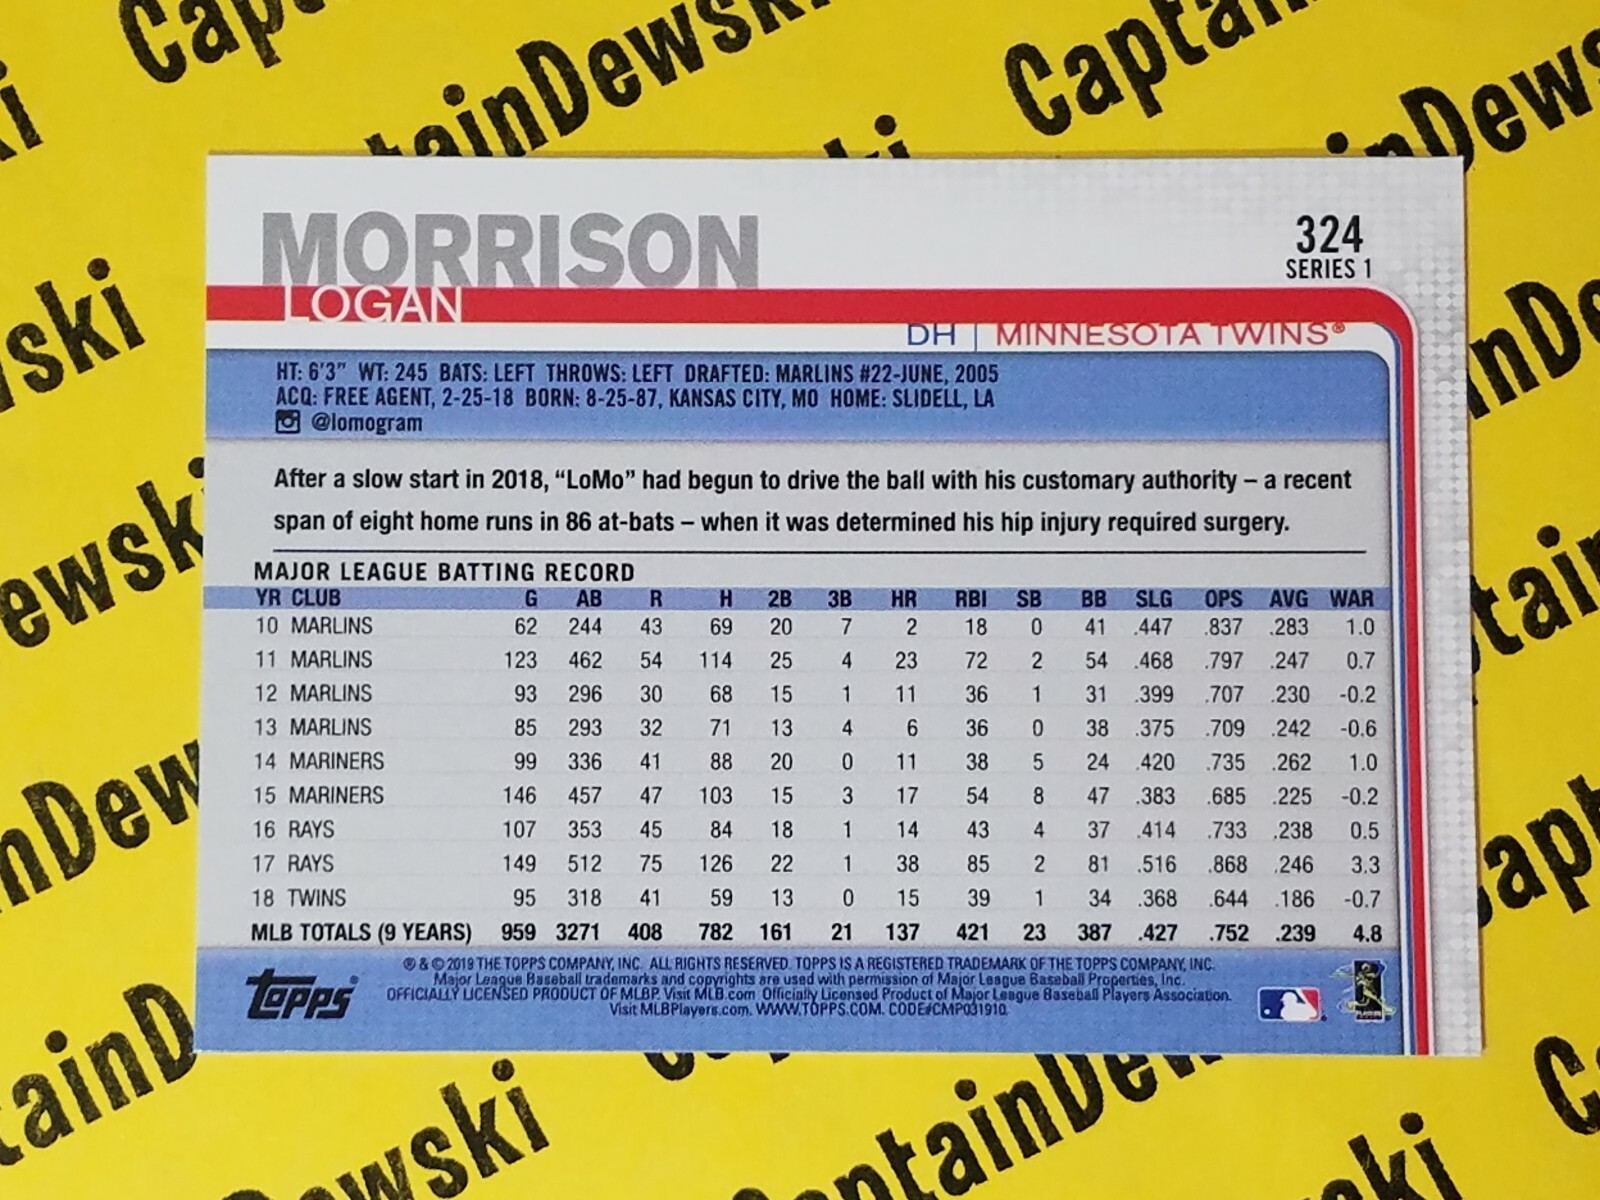 CaptainDewski
CaptainDewski
CaptainDewski
MORRISON
LOGAN
324
SERIES 1
DH | MINNESOTA TWINS®
HT: 6'3" WT: 245 BATS: LEFT THROWS: LEFT DRAFTED: MARLINS #22-JUNE, 2005
ACQ: FREE AGENT, 2-25-18 BORN: 8-25-87, KANSAS CITY, MO HOME: SLIDELL, LA
@lomogram
After a slow start in 2018, “LoMo” had begun to drive the ball with his customary authority – a recent
span of eight home runs in 86 at-bats – when it was determined his hip injury required surgery.
MAJOR LEAGUE BATTING RECORD
YR CLUB G AB R H 2B 3B HR RBI SB BB SLG OPS AVG WAR
10 MARLINS 62 244 43 69 20 7 2 18 0 41 .447 .837 .283 1.0
11 MARLINS 123 462 54 114 25 4 23 72 2 54 .468 .797 .247 0.7
12 MARLINS 93 296 30 68 15 1 11 36 1 31 .399 .707 .230 -0.2
13 MARLINS 85 293 32 71 13 4 6 36 0 38 .375 .709 .242 -0.6
14 MARINERS 99 336 41 88 20 0 11 38 5 24 .420 .735 .262 1.0
15 MARINERS 146 457 47 103 15 3 17 54 8 47 .383 .685 .225 -0.2
16 RAYS 107 353 45 84 18 1 14 43 4 37 .414 .733 .238 0.5
17 RAYS 149 512 75 126 22 1 38 85 2 81 .516 .868 .246 3.3
18 TWINS 95 318 41 59 13 0 15 39 1 34 .368 .644 .186 -0.7
MLB TOTALS (9 YEARS) 959 3271 408 782 161 21 137 421 23 387 .427 .752 .239 4.8
Topps®
® & © 2019 THE TOPPS COMPANY, INC. ALL RIGHTS RESERVED. TOPPS IS A REGISTERED TRADEMARK OF THE TOPPS COMPANY, INC.
Major League Baseball trademarks and copyrights are used with permission of Major League Baseball Properties, Inc.
OFFICIALLY LICENSED PRODUCT OF MLBP. Visit MLB.com Officially Licensed Product of Major League Baseball Players Association.
Visit MLBPlayers.com. WWW.TOPPS.COM. CODE#CMP031910.
CaptainDewski
CaptainDewski